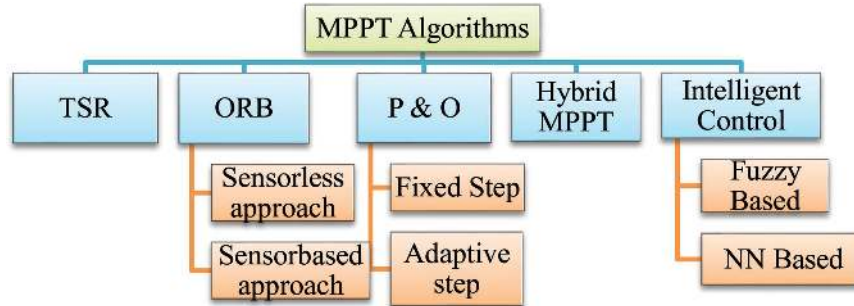 MPPT Algorithms
TSR
ORB
P & O
Hybrid
MPPT
Intelligent
Control
Sensorless
approach
Sensorbased
approach
Fixed Step
Adaptive
step
Fuzzy
Based
NN Based